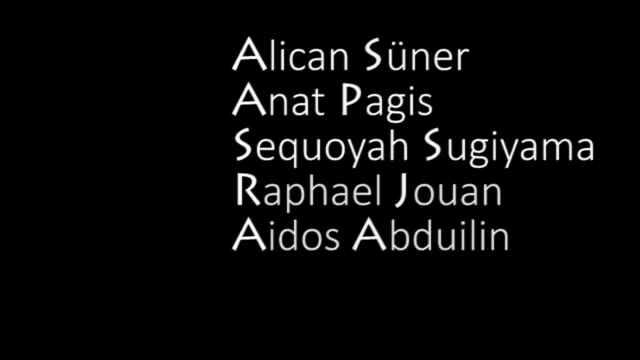 Alican Süner
Anat Pagis
Sequoyah Sugiyama
Raphael Jouan
Aidos Abduilin